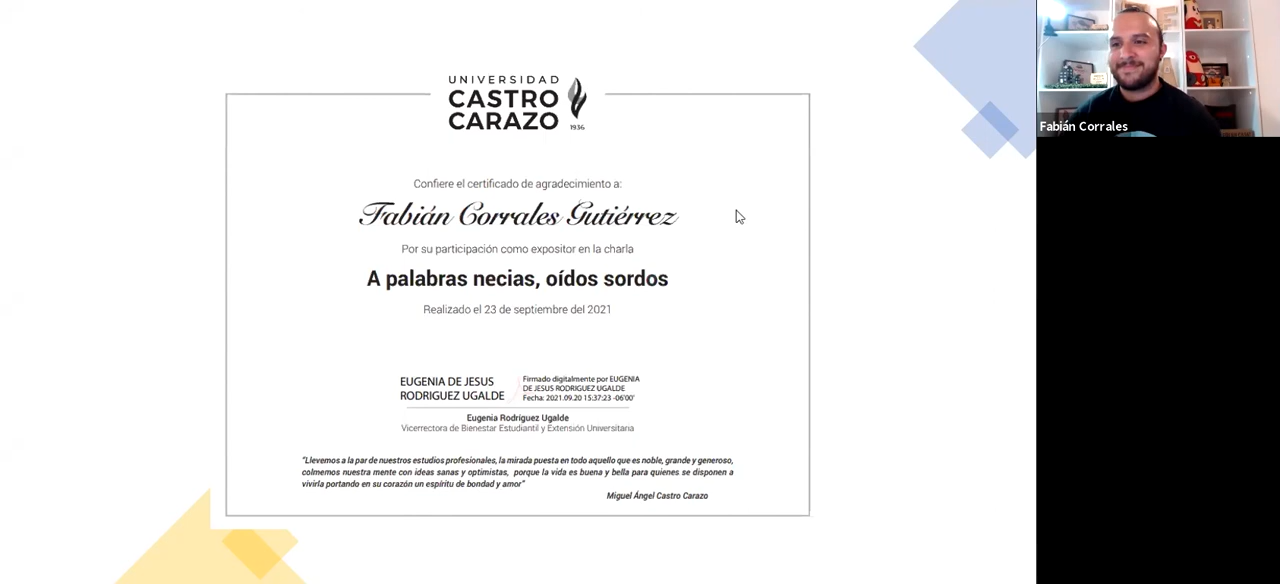 UNIVERSIDAD
CASTRO
CARAZO
1936
Confiere el certificado de agradecimiento a:
Fabián Corrales Gutiérrez
Por su participación como expositor en la charla
A palabras necias, oídos sordos
Realizado el 23 de septiembre del 2021
EUGENIA DE JESUS
RODRIGUEZ UGALDE
Firmado digitalmente por EUGENIA
DE JESUS RODRIGUEZ UGALDE
Fecha: 2021.09.20 15:37:23 -06'00'
Eugenia Rodríguez Ugalde
Vicerrectora de Bienestar Estudiantil y Extensión Universitaria
"Llevemos a la par de nuestros estudios profesionales, la mirada puesta en todo aquello que es noble, grande y generoso,
colmemos nuestra mente con ideas sanas y optimistas, porque la vida es buena y bella para quienes se disponen a
vivirla portando en su corazón un espíritu de bondad y amor"
Miguel Ángel Castro Carazo
Fabián Corrales